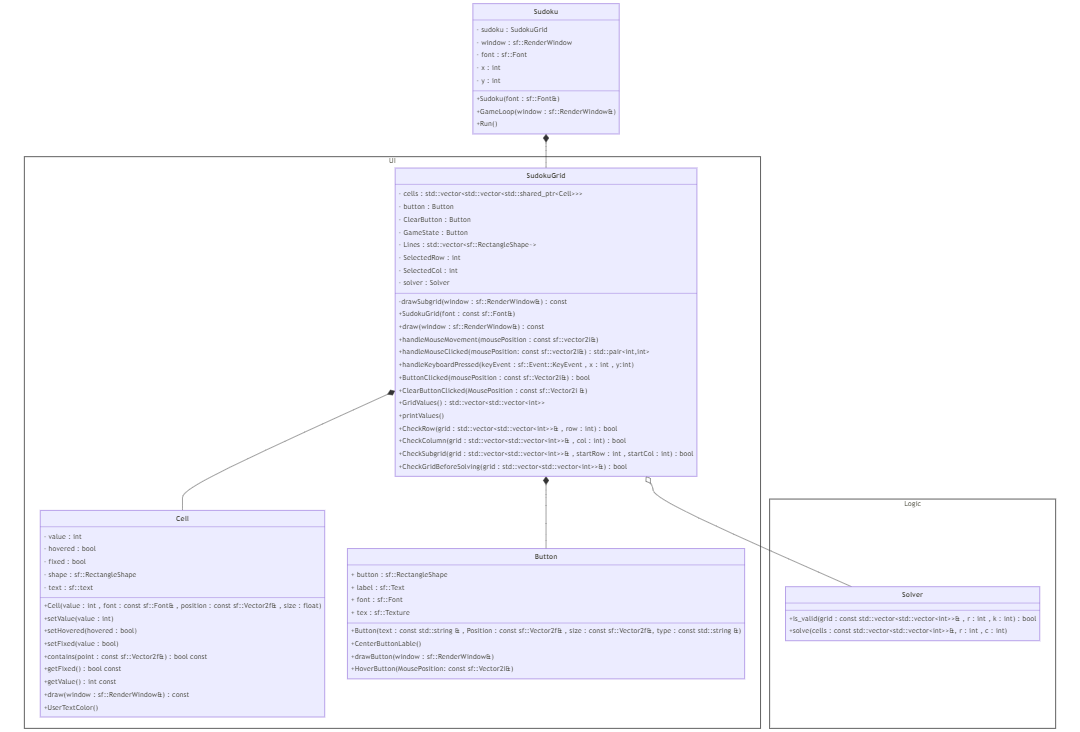 Sudoku
- sudoku : SudokuGrid
- window : sf::RenderWindow
- font : sf::Font
- x : int
- y : int
+Sudoku(font : sf::Font&)
+GameLoop(window : sf::RenderWindow&)
+Run()
UI
SudokuGrid
- cells : std::vector<std::vector<std::shared_ptr<Cell>>>
- button : Button
- ClearButton : Button
- GameState : Button
- Lines : std::vector<sf::RectangleShape->
- SelectedRow : int
- SelectedCol : int
- solver : Solver
-drawSubgrid(window : sf::RenderWindow&) : const
+SudokuGrid(font : const sf::Font&)
+draw(window : sf::RenderWindow&) : const
+handleMouseMovement(mousePosition : const sf::vector2i&)
+handleMouseClicked(mousePosition: const sf::vector2i&) : std::pair<int,int>
+handleKeyboardPressed(keyEvent : sf::Event::KeyEvent , x : int , y:int)
+ButtonClicked(mousePosition : const sf::Vector2i&) : bool
+ClearButtonClicked(MousePosition : const sf::Vector2i &)
+GridValues() : std::vector<std::vector<int>>
+printValues()
+CheckRow(grid : std::vector<std::vector<int>>& , row : int) : bool
+CheckColumn(grid : std::vector<std::vector<int>>& , col : int) : bool
+CheckSubgrid(grid : std::vector<std::vector<int>>& , startRow : int , startCol : int) : bool
+CheckGridBeforeSolving(grid : std::vector<std::vector<int>>&) : bool
Cell
- value : int
- hovered : bool
- fixed : bool
- shape : sf::RectangleShape
- text : sf::text
+Cell(value : int , font : const sf::Font& , position : const sf::Vector2f& , size : float)
+setValue(value : int)
+setHovered(hovered : bool)
+setFixed(value : bool)
+contains(point : const sf::Vector2f&) : bool const
+getFixed() : bool const
+getValue() : int const
+draw(window : sf::RenderWindow&) : const
+UserTextColor()
Button
+ button : sf::RectangleShape
+ label : sf::Text
+ font : sf::Font
+ tex : sf::Texture
+Button(text : const std::string & , Position : const sf::Vector2f& , size : const sf::Vector2f&, type : const std::string &)
+CenterButtonLable()
+drawButton(window : sf::RenderWindow&)
+HoverButton(MousePosition: const sf::Vector2i&)
Logic
Solver
+is_valid(grid : const std::vector<std::vector<int>>& , r : int , k : int) : bool
+solve(cells : const std::vector<std::vector<int>>&, r : int , c : int)